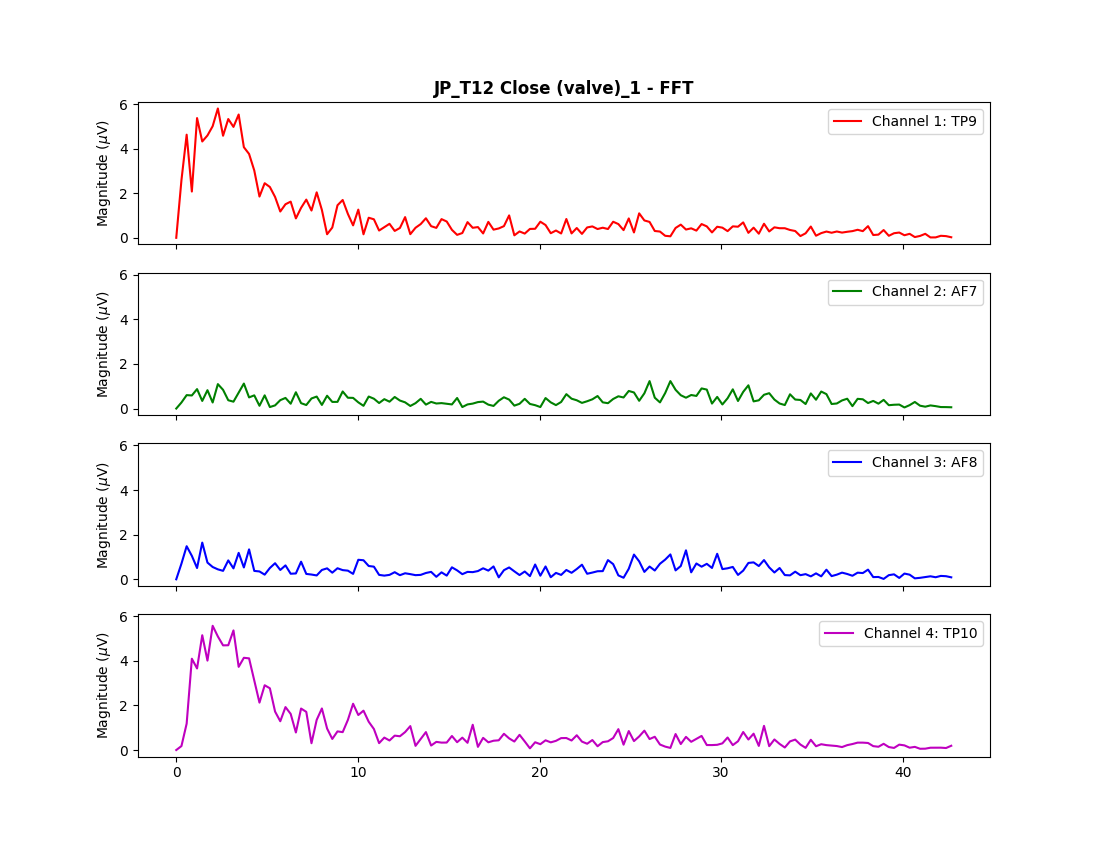 JP_T12 Close (valve)_1 - FFT
6
4
2
0
Magnitude (μV)
Channel 1: TP9
6
4
2
0
Magnitude (μV)
Channel 2: AF7
6
4
2
0
Magnitude (μV)
Channel 3: AF8
6
4
2
0
Magnitude (μV)
Channel 4: TP10
0 10 20 30 40